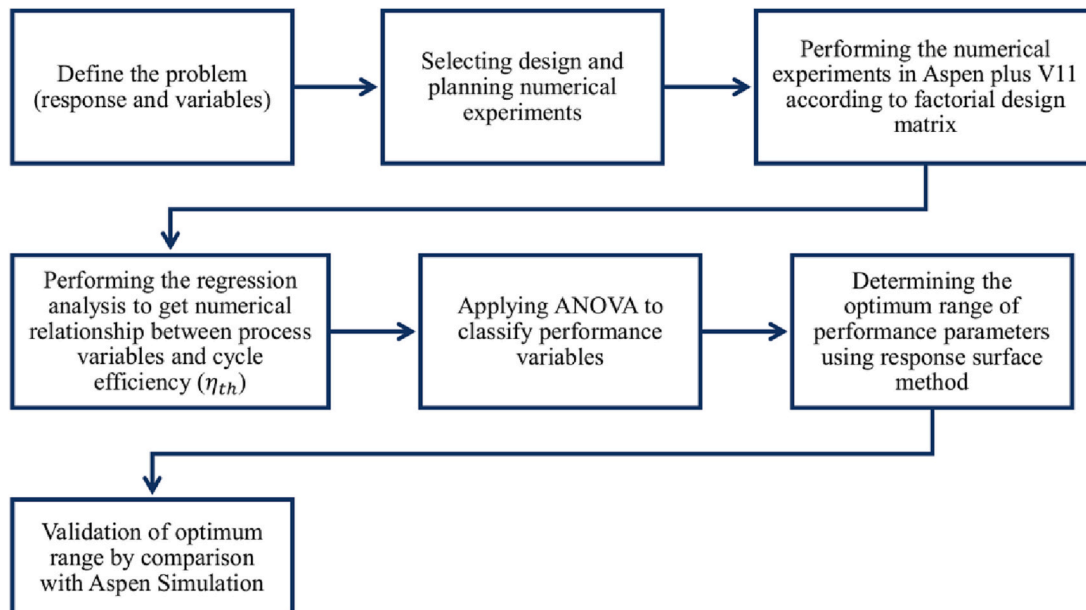 Define the problem
(response and variables)
Selecting design and
planning numerical
experiments
Performing the numerical
experiments in Aspen plus V11
according to factorial design
matrix
Performing the regression
analysis to get numerical
relationship between process
variables and cycle
efficiency (η_th)
Applying ANOVA to
classify performance
variables
Determining the
optimum range of
performance parameters
using response surface
method
Validation of optimum
range by comparison
with Aspen Simulation